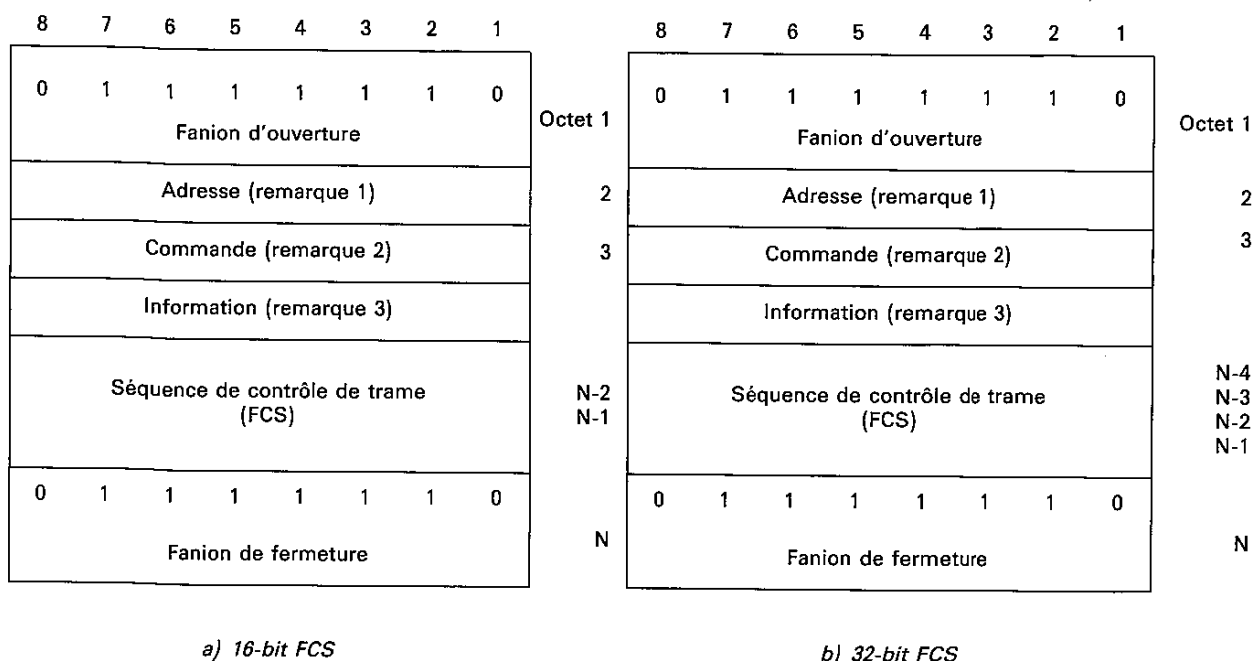 8 7 6 5 4 3 2 1
0 1 1 1 1 1 1 0
Fanion d'ouverture
Octet 1
Adresse (remarque 1)
2
Commande (remarque 2)
3
Information (remarque 3)
Séquence de contrôle de trame
(FCS)
N-2
N-1
0 1 1 1 1 1 1 0
Fanion de fermeture
N
a) 16-bit FCS
8 7 6 5 4 3 2 1
0 1 1 1 1 1 1 0
Fanion d'ouverture
Octet 1
Adresse (remarque 1)
2
Commande (remarque 2)
3
Information (remarque 3)
Séquence de contrôle de trame
(FCS)
N-4
N-3
N-2
N-1
0 1 1 1 1 1 1 0
Fanion de fermeture
N
b) 32-bit FCS